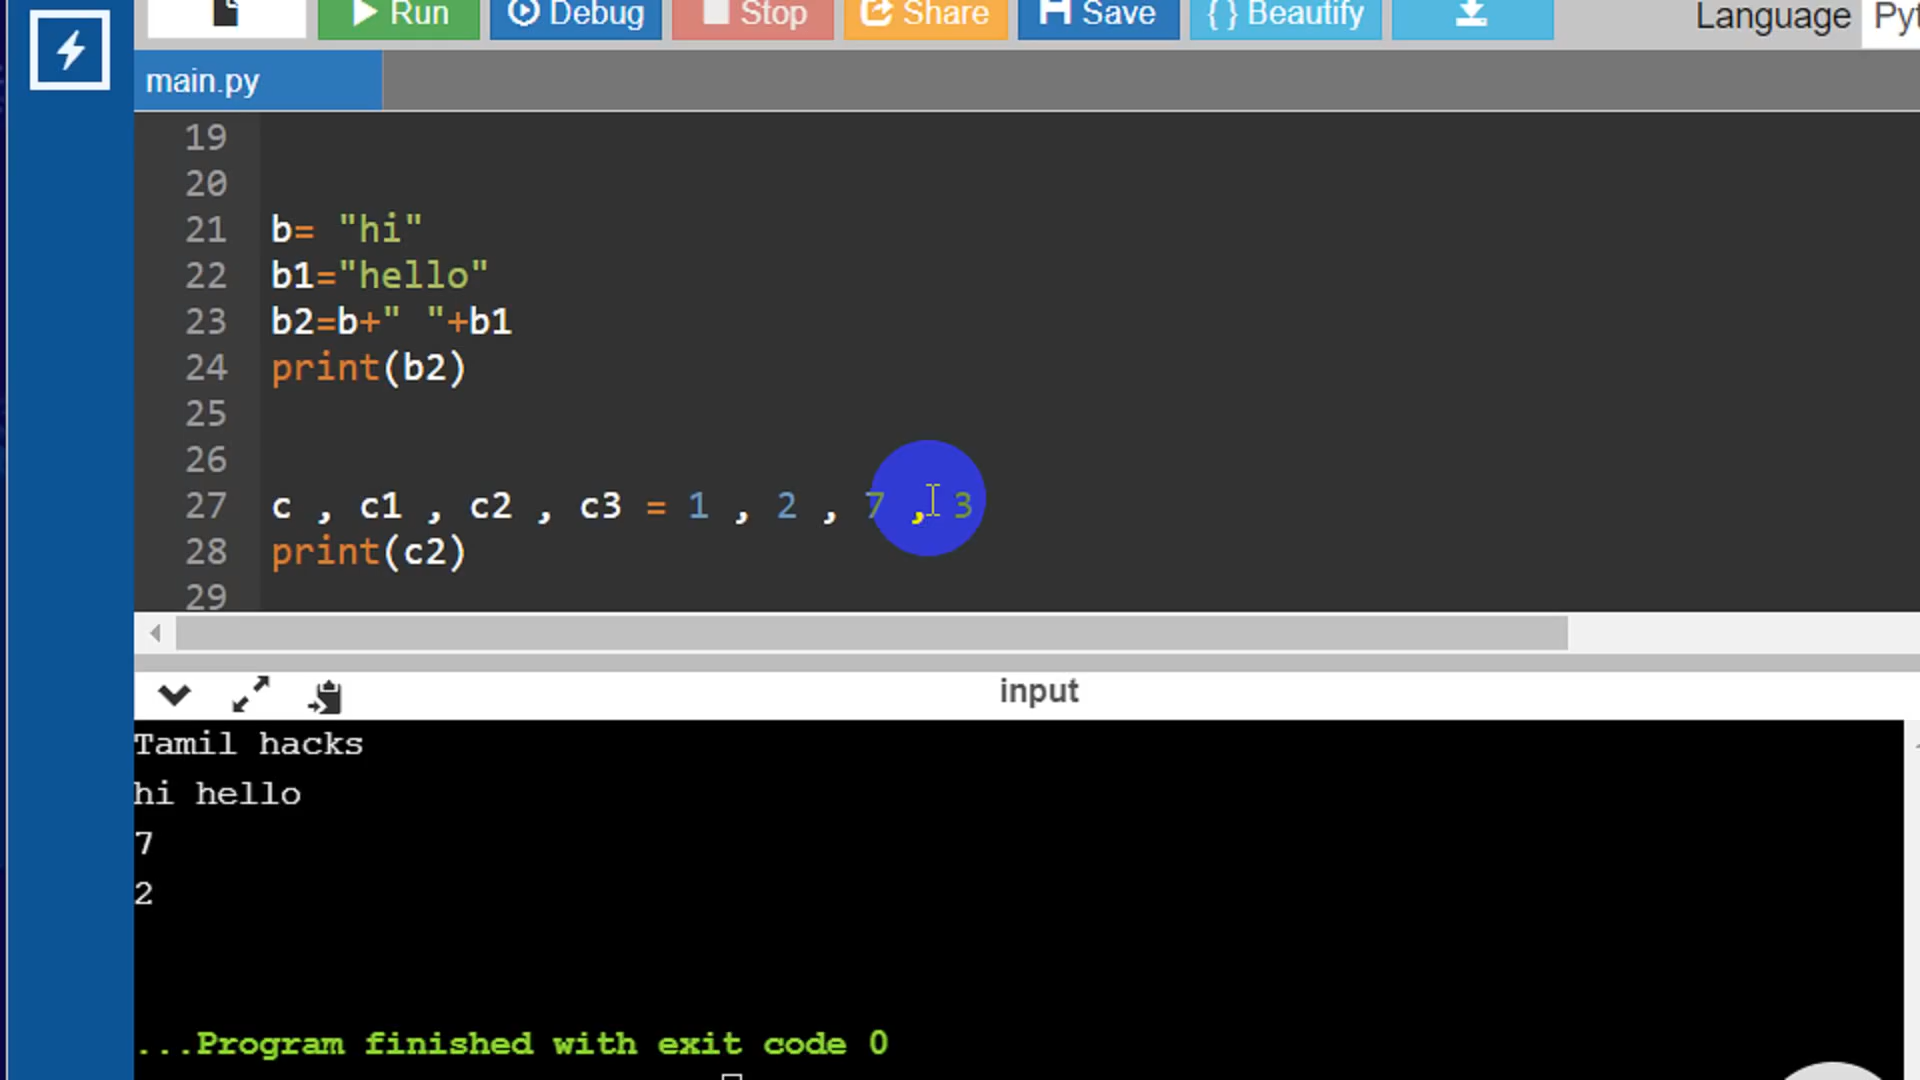 Run Debug Stop Share Save { } Beautify Language Pyt
main.py
19
20
21 b= "hi"
22 b1="hello"
23 b2=b+" "+b1
24 print(b2)
25
26
27 c , c1 , c2 , c3 = 1 , 2 , 7 , 3
28 print(c2)
29
input
Tamil hacks
hi hello
7
2
...Program finished with exit code 0